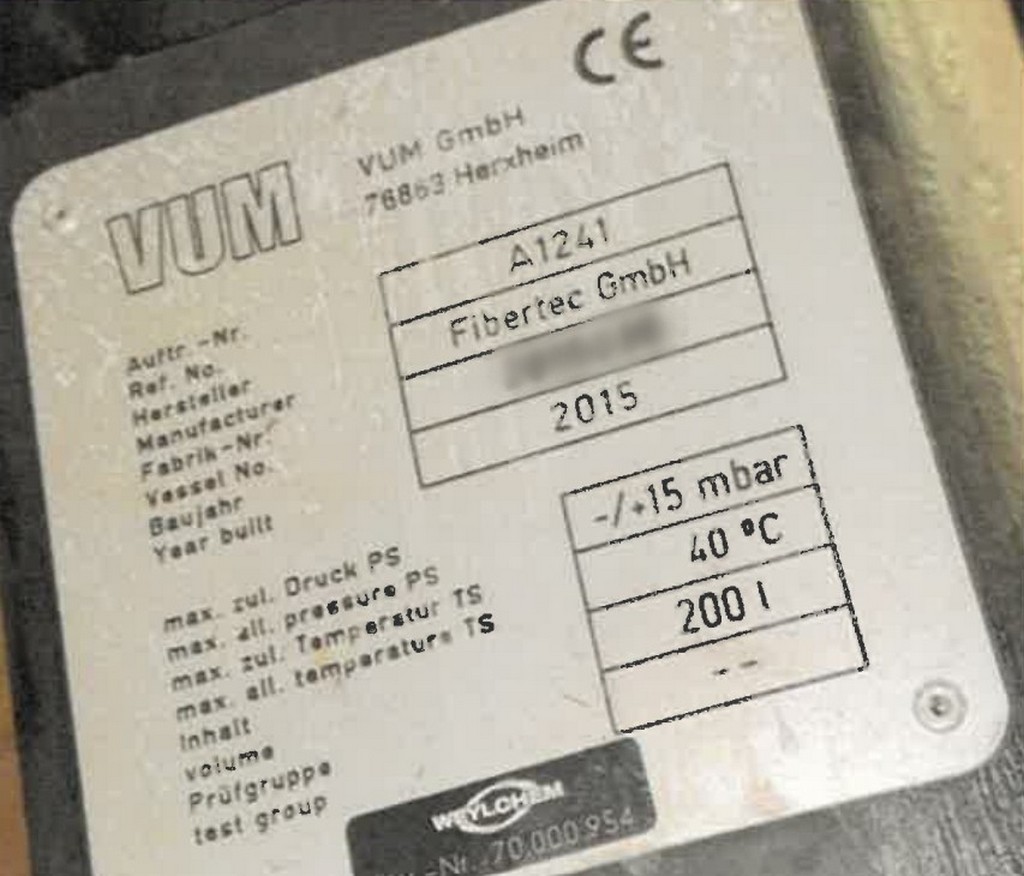 CE
VUM
VUM GmbH
76863 Herxheim
Auftr.-Nr.
Ref. No.
A1241
Hersteller
Manufacturer
Fibertec GmbH
Fabrik-Nr.
Vessel No.
Baujahr
Year built
2015
max. zul. Druck PS
max. all. pressure PS
-/+15 mbar
max. zul. Temperatur TS
max. all. temperature TS
40 °C
Inhalt
volume
200 l
Prüfgruppe
test group
--
WEYLCHEM
-Nr.:70.000.954